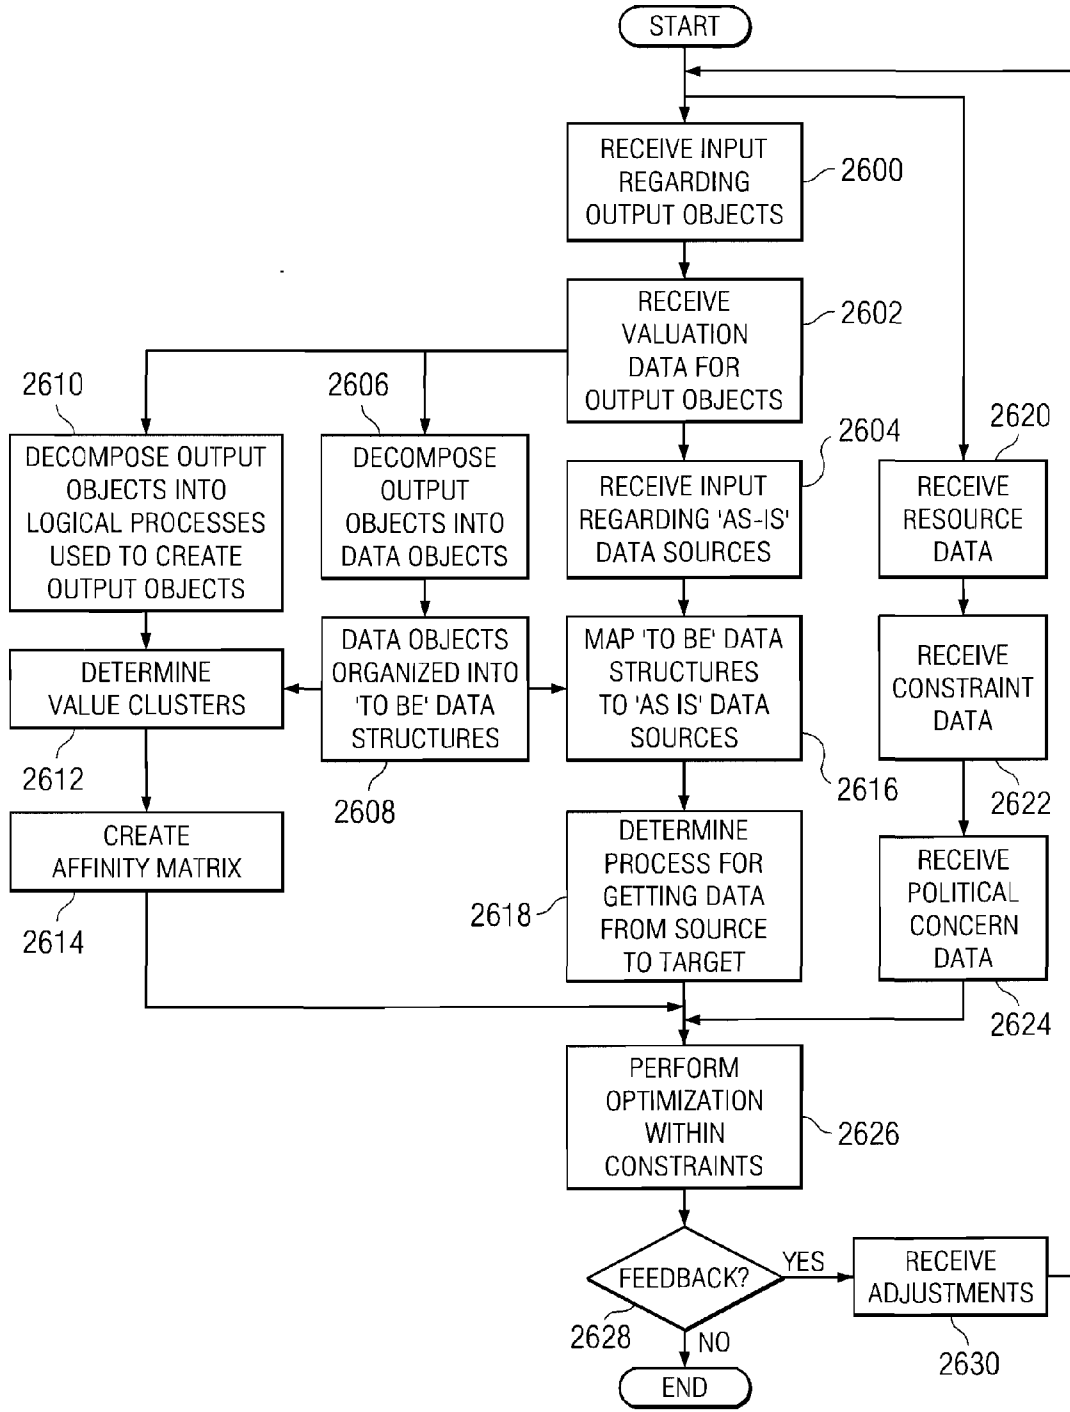 START
RECEIVE INPUT
REGARDING
OUTPUT OBJECTS
2600
RECEIVE
VALUATION
DATA FOR
OUTPUT OBJECTS
2602
2610
DECOMPOSE OUTPUT
OBJECTS INTO
LOGICAL PROCESSES
USED TO CREATE
OUTPUT OBJECTS
2606
DECOMPOSE
OUTPUT
OBJECTS INTO
DATA OBJECTS
2604
RECEIVE INPUT
REGARDING 'AS-IS'
DATA SOURCES
2620
RECEIVE
RESOURCE
DATA
DETERMINE
VALUE CLUSTERS
2612
DATA OBJECTS
ORGANIZED INTO
'TO BE' DATA
STRUCTURES
2608
MAP 'TO BE' DATA
STRUCTURES
TO 'AS IS' DATA
SOURCES
2616
RECEIVE
CONSTRAINT
DATA
2622
CREATE
AFFINITY MATRIX
2614
DETERMINE
PROCESS FOR
GETTING DATA
FROM SOURCE
TO TARGET
2618
RECEIVE
POLITICAL
CONCERN
DATA
2624
PERFORM
OPTIMIZATION
WITHIN
CONSTRAINTS
2626
FEEDBACK?
2628
YES
RECEIVE
ADJUSTMENTS
2630
NO
END